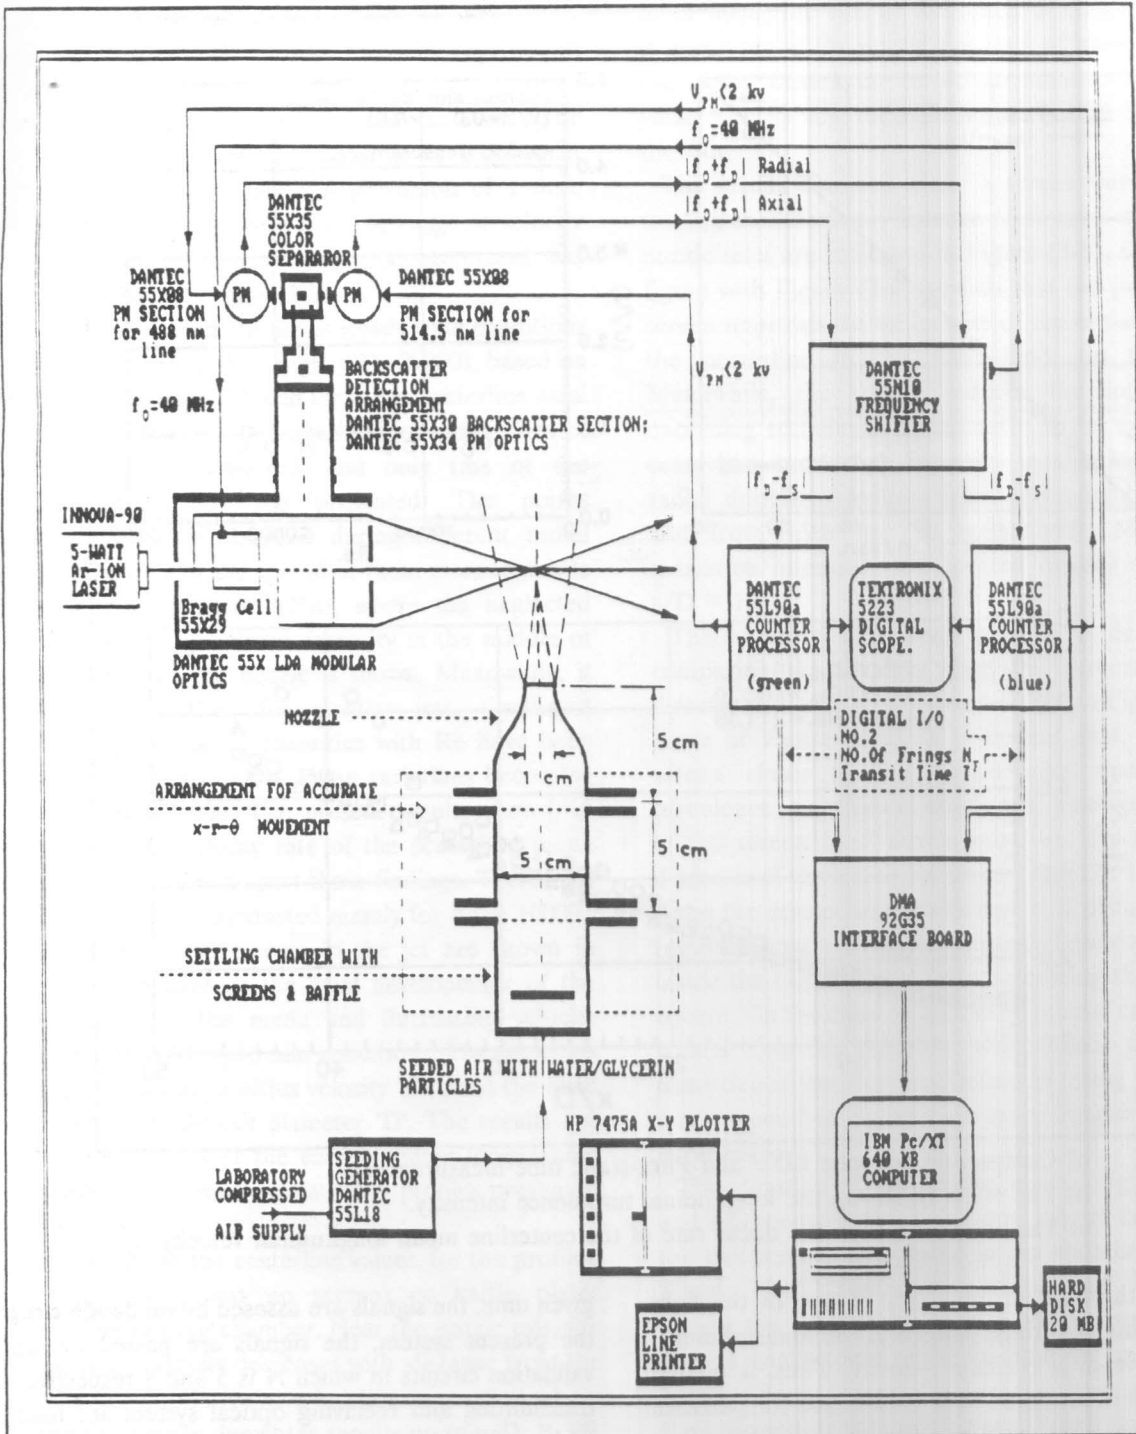 V_PM<2 kv
f_O=40 MHz
|f_O+f_D| Radial
|f_O+f_D| Axial
DANTEC
55X35
COLOR
SEPARAROR
DANTEC
55X08
PM SECTION
for 488 nm
line
PM
PM
DANTEC 55X08
PM SECTION for
514.5 nm line
f_O=40 MHz
BACKSCATTER
DETECTION
ARRANGEMENT
DANTEC 55X30 BACKSCATTER SECTION;
DANTEC 55X34 PM OPTICS
V_PM<2 kv
DANTEC
55N10
FREQUENCY
SHIFTER
|f_D-f_S|
|f_D-f_S|
INNOVA-90
5-WATT
Ar-ION
LASER
Bragg Cell
55X29
DANTEC 55X LDA MODULAR
OPTICS
DANTEC
55L90a
COUNTER
PROCESSOR
(green)
TEKTRONIX
5223
DIGITAL
SCOPE.
DANTEC
55L90a
COUNTER
PROCESSOR
(blue)
DIGITAL I/O
NO.2
NO.Of Frings N_F
Transit Time T
NOZZLE
5 cm
1 cm
ARRANGEMENT FOF ACCURATE
x-r-θ MOVEMENT
5 cm
5 cm
DMA
92G35
INTERFACE BOARD
SETTLING CHAMBER WITH
SCREENS & BAFFLE
SEEDED AIR WITH WATER/GLYCERIN
PARTICLES
HP 7475A X-Y PLOTTER
IBM Pc/XT
640 KB
COMPUTER
LABORATORY
COMPRESSED
AIR SUPPLY
SEEDING
GENERATOR
DANTEC
55L18
EPSON
LINE
PRINTER
HARD
DISK
20 MB